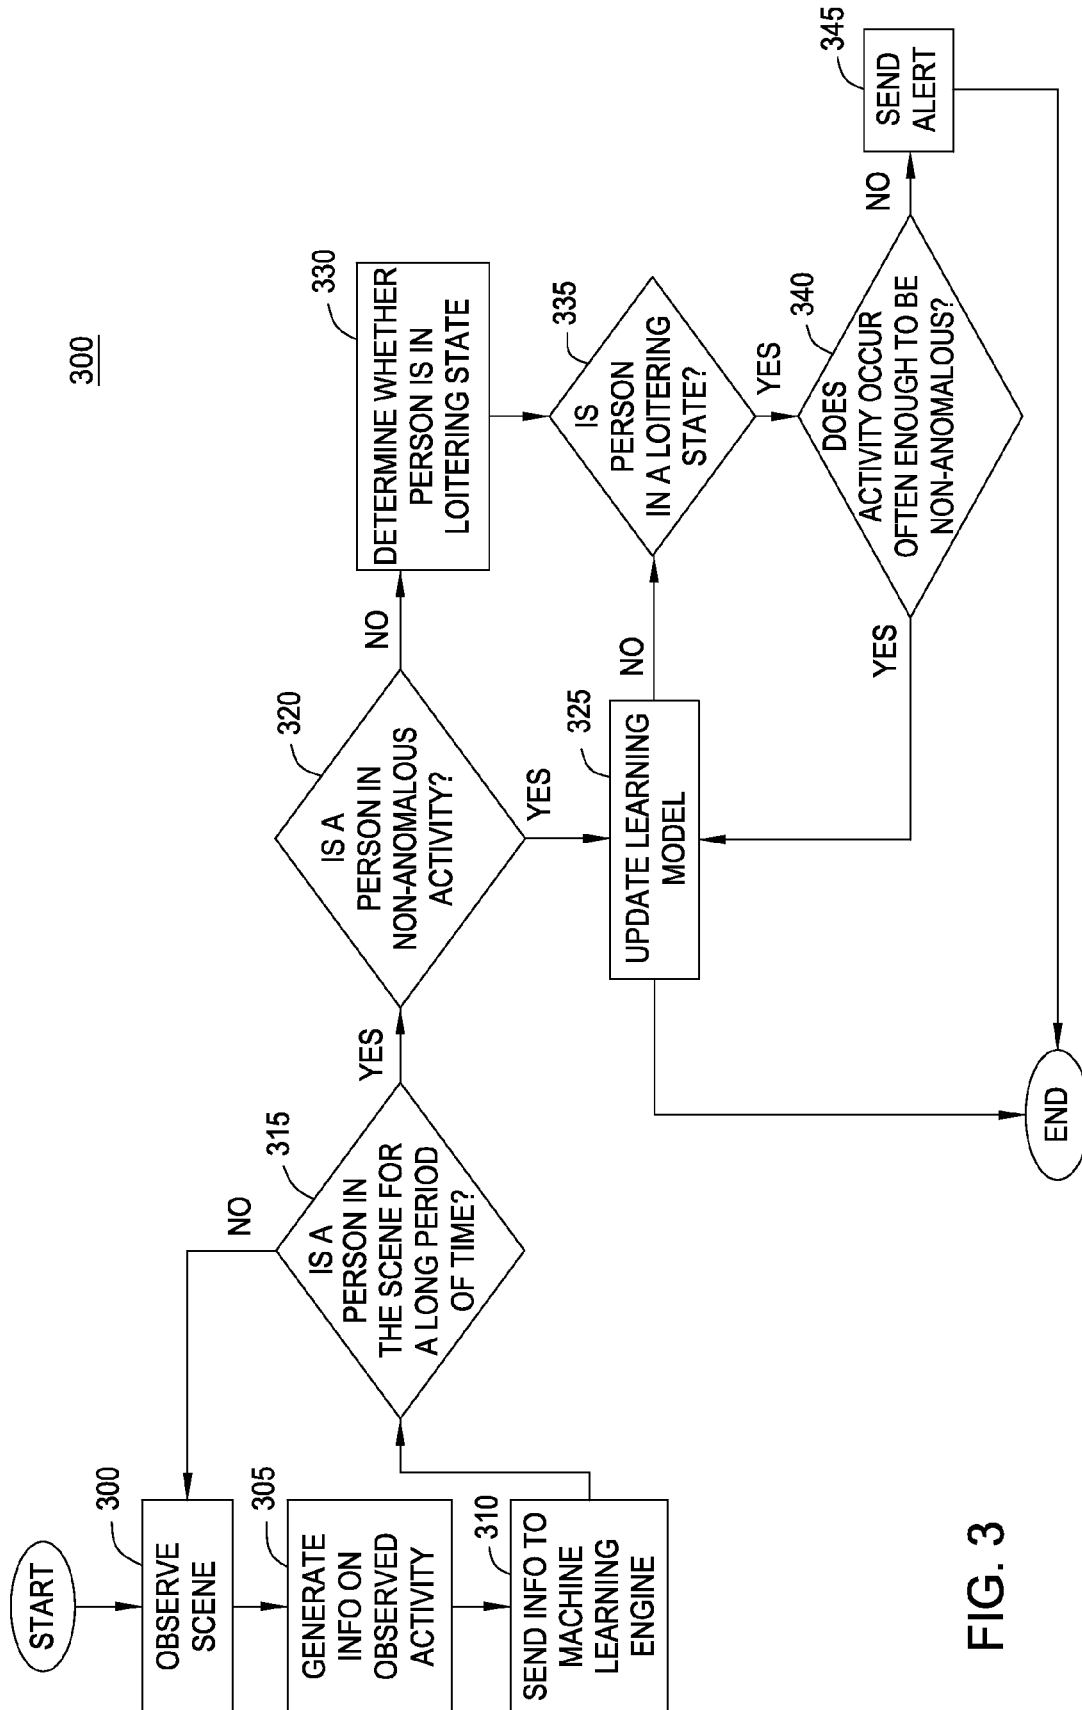 300
START
300
OBSERVE
SCENE
305
GENERATE
INFO ON
OBSERVED
ACTIVITY
310
SEND INFO TO
MACHINE
LEARNING
ENGINE
315
IS A
PERSON IN
THE SCENE FOR
A LONG PERIOD
OF TIME?
NO
YES
320
IS A
PERSON IN
NON-ANOMALOUS
ACTIVITY?
NO
YES
325
UPDATE LEARNING
MODEL
330
DETERMINE WHETHER
PERSON IS IN
LOITERING STATE
335
IS
PERSON
IN A LOITERING
STATE?
NO
YES
340
DOES
ACTIVITY OCCUR
OFTEN ENOUGH TO BE
NON-ANOMALOUS?
YES
NO
345
SEND
ALERT
END
FIG. 3